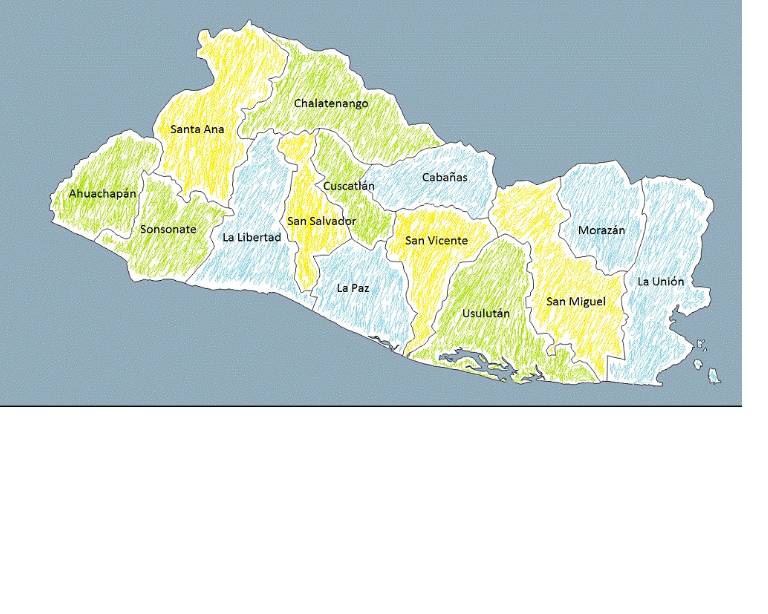 Chalatenango
Santa Ana
Cabañas
Cuscatlán
Ahuachapán
San Salvador
Sonsonate
Morazán
La Libertad
San Vicente
La Unión
La Paz
San Miguel
Usulután